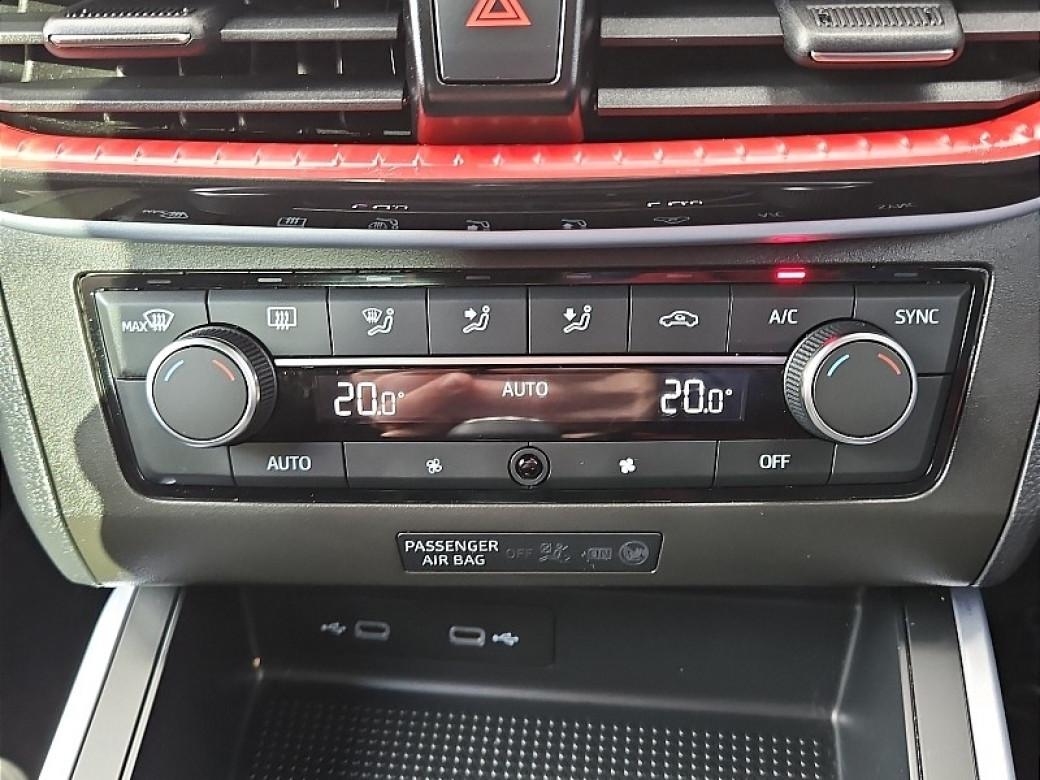 MAX
A/C
SYNC
20.0°
AUTO
20.0°
AUTO
OFF
PASSENGER
AIR BAG
OFF
ON